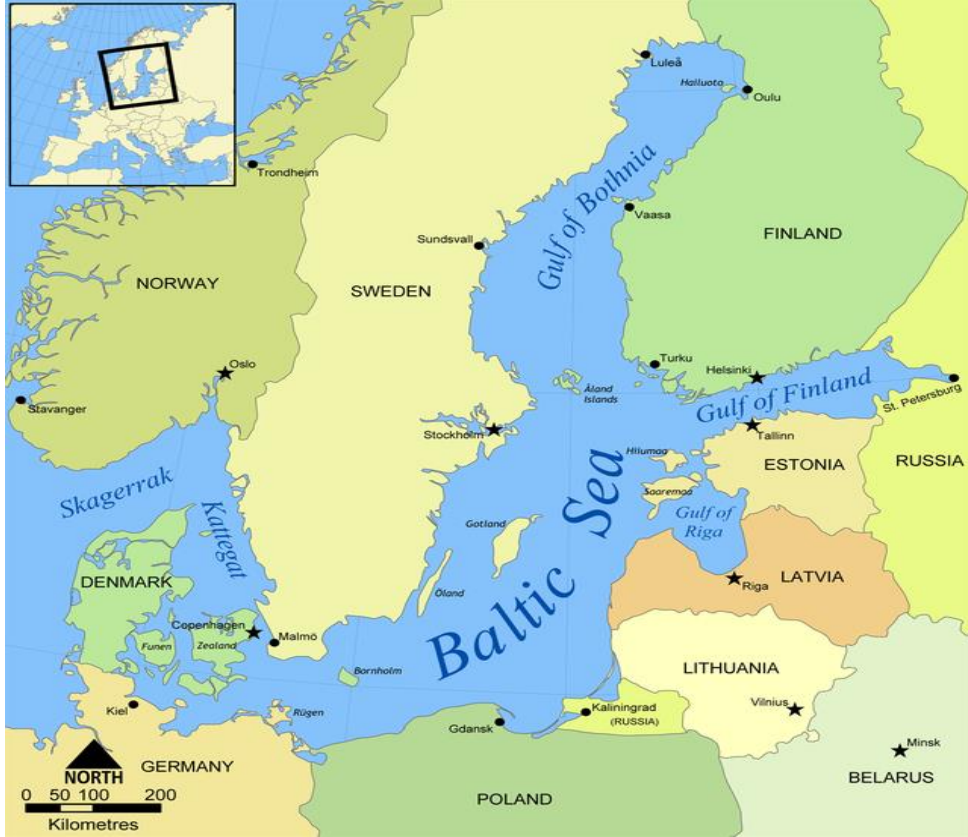 Luleå
Hailuoto
Oulu
Trondheim
Gulf of Bothnia
Vaasa
Sundsvall
FINLAND
NORWAY
SWEDEN
Oslo
Turku
Helsinki
Åland
Islands
Gulf of Finland
St. Petersburg
Stavanger
Stockholm
Tallinn
Hiiumaa
ESTONIA
RUSSIA
Skagerrak
Kattegat
Saaremaa
Gulf of
Riga
Gotland
Baltic Sea
DENMARK
Öland
Riga
LATVIA
Copenhagen
Malmö
Funen
Zealand
Bornholm
LITHUANIA
Kiel
Rügen
Gdansk
Kaliningrad
(RUSSIA)
Vilnius
Minsk
NORTH
GERMANY
POLAND
BELARUS
0 50 100 200
Kilometres